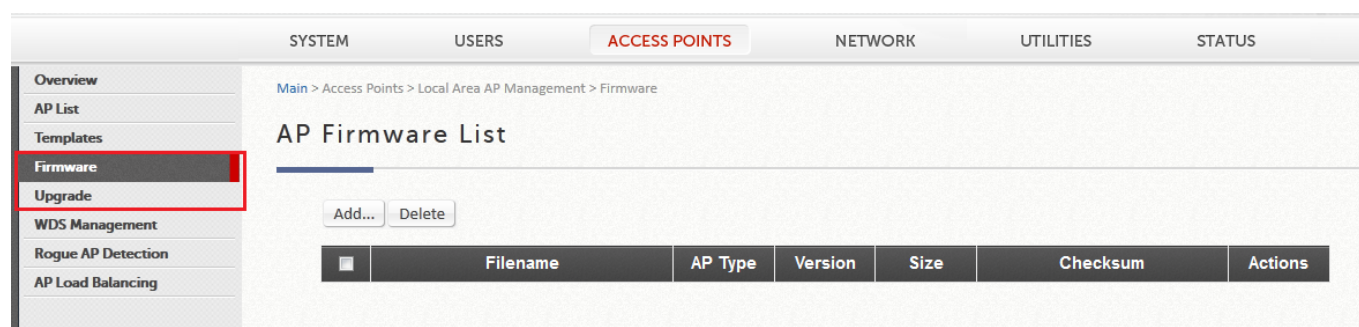 SYSTEM USERS ACCESS POINTS NETWORK UTILITIES STATUS
Overview
AP List
Templates
Firmware
Upgrade
WDS Management
Rogue AP Detection
AP Load Balancing
Main > Access Points > Local Area AP Management > Firmware
AP Firmware List
Add... Delete
Filename AP Type Version Size Checksum Actions